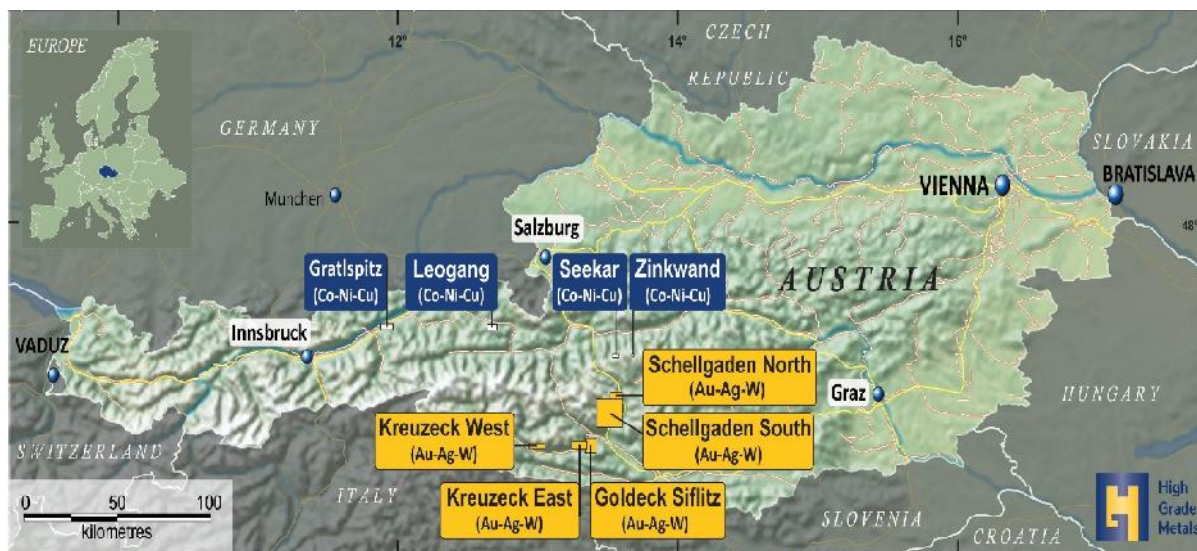 EUROPE
12°
14°
16°
CZECH
REPUBLIC
GERMANY
SLOVAKIA
Munchen
VIENNA
BRATISLAVA
48°
Salzburg
Gratlspitz
(Co-Ni-Cu)
Leogang
(Co-Ni-Cu)
Seekar
(Co-Ni-Cu)
Zinkwand
(Co-Ni-Cu)
AUSTRIA
Innsbruck
VADUZ
Schellgaden North
(Au-Ag-W)
Graz
HUNGARY
Kreuzeck West
(Au-Ag-W)
Schellgaden South
(Au-Ag-W)
SWITZERLAND
ITALY
Kreuzeck East
(Au-Ag-W)
Goldeck Siflitz
(Au-Ag-W)
SLOVENIA
CROATIA
0 50 100
kilometres
High
Grade
Metals